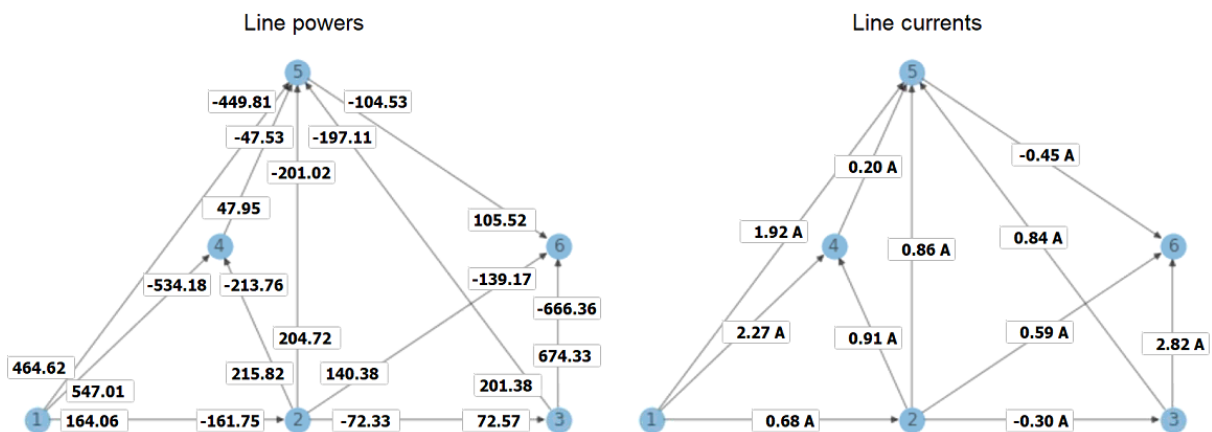 Line powers
5
-449.81
-104.53
-47.53
-197.11
-201.02
47.95
105.52
4
6
-534.18
-213.76
-139.17
-666.36
204.72
464.62
215.82
140.38
674.33
547.01
201.38
1
164.06
-161.75
2
-72.33
72.57
3
Line currents
5
-0.45 A
0.20 A
1.92 A
4
0.86 A
0.84 A
6
2.27 A
0.91 A
0.59 A
2.82 A
1
0.68 A
2
-0.30 A
3